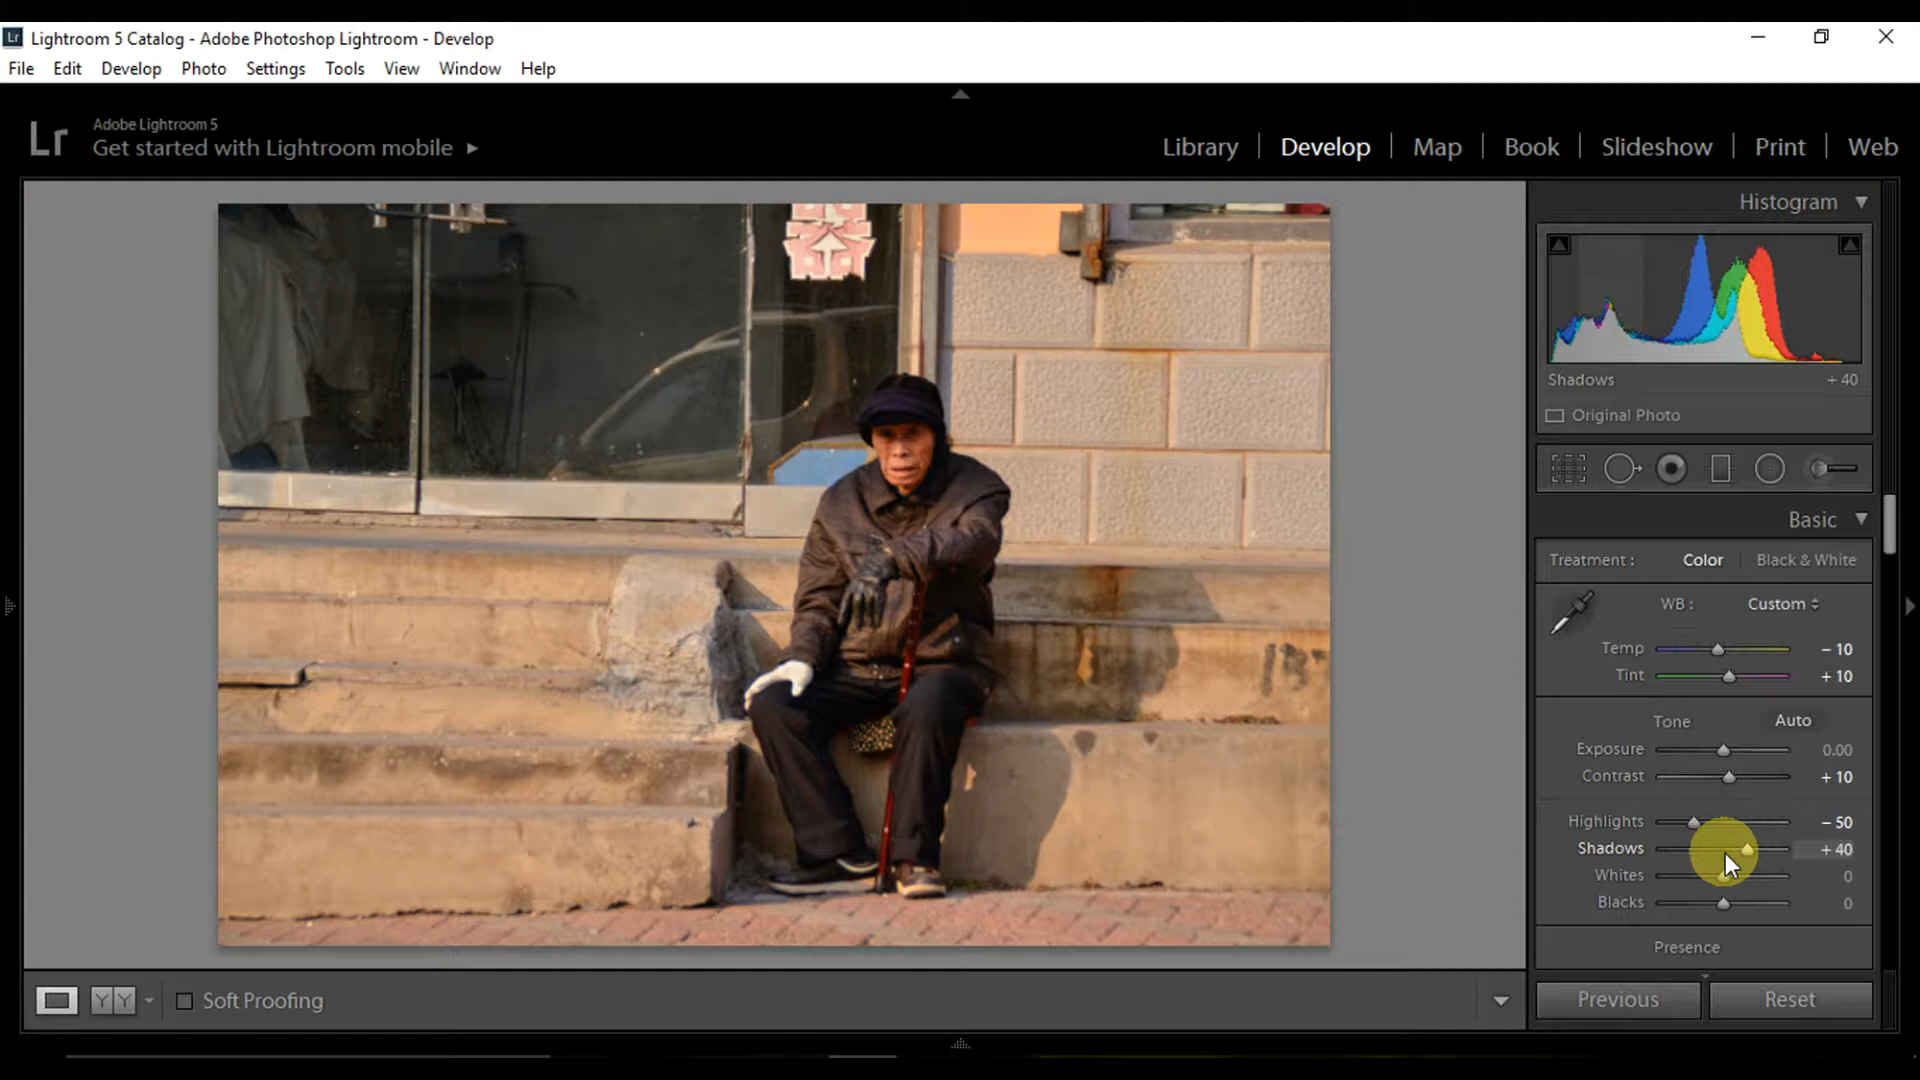 Lr Lightroom 5 Catalog - Adobe Photoshop Lightroom - Develop
File Edit Develop Photo Settings Tools View Window Help
Lr
Adobe Lightroom 5
Get started with Lightroom mobile
Library | Develop | Map | Book | Slideshow | Print | Web
Histogram
Shadows +40
Original Photo
Basic
Treatment : Color Black & White
WB : Custom
Temp – 10
Tint + 10
Tone Auto
Exposure 0.00
Contrast + 10
Highlights – 50
Shadows + 40
Whites 0
Blacks 0
Presence
YY Soft Proofing
Previous Reset